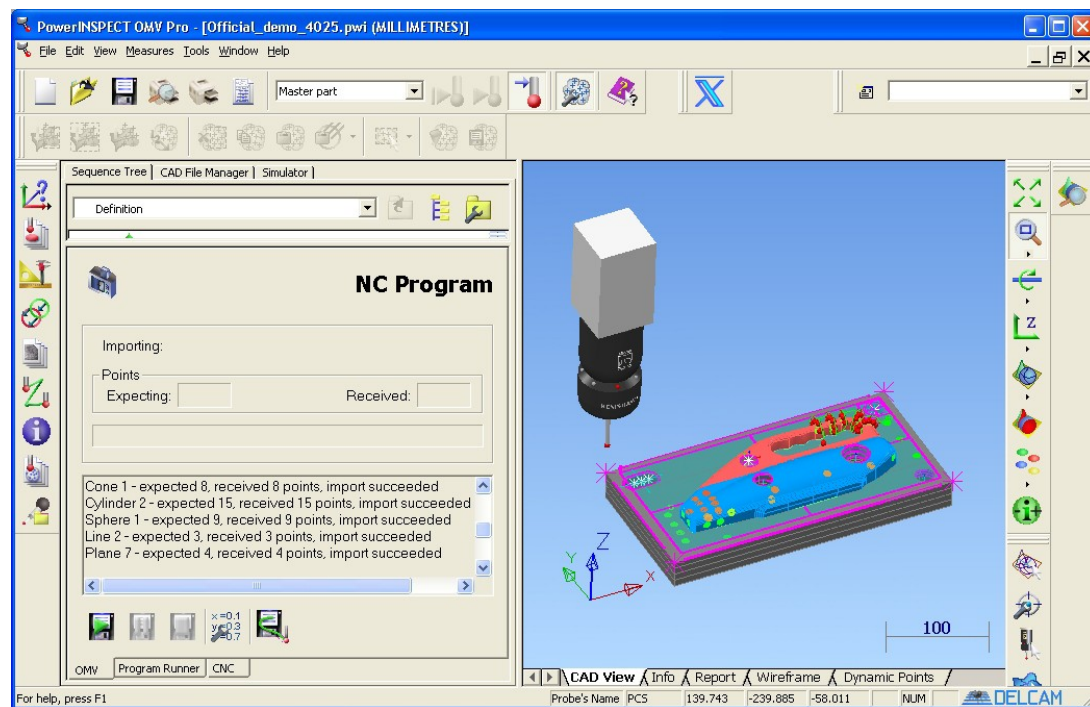 PowerINSPECT OMV Pro - [Official_demo_4025.pwi (MILLIMETRES)]
File Edit View Measures Tools Window Help
Master part
Sequence Tree CAD File Manager Simulator
Definition
NC Program
Importing:
Points
Expecting: Received:
Cone 1 - expected 8, received 8 points, import succeeded
Cylinder 2 - expected 15, received 15 points, import succeeded
Sphere 1 - expected 9, received 9 points, import succeeded
Line 2 - expected 3, received 3 points, import succeeded
Plane 7 - expected 4, received 4 points, import succeeded
x=0.1
y=0.3
z=0.7
OMV Program Runner CNC
RENISHAW
Z
Y
X
Z
100
CAD View Info Report Wireframe Dynamic Points
For help, press F1
Probe's Name PCS 139.743 -239.885 -58.011 NUM DELCAM